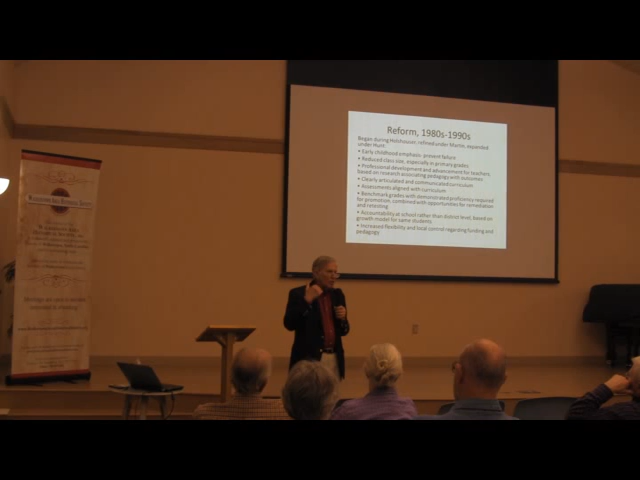 Reform, 1980s-1990s
Began during Holshouser, refined under Martin, expanded
under Hunt
• Early childhood emphasis: prevent failure
• Reduced class size, especially in primary grades
• Professional development and advancement for teachers,
based on research associating pedagogy with outcomes
• Clearly articulated and communicated curriculum
• Assessments aligned with curriculum
• Benchmark grades with demonstrated proficiency required
for promotion, combined with opportunities for remediation
and retesting
• Accountability at school rather than district level, based on
growth model for same students
• Increased flexibility and local control regarding funding and
pedagogy